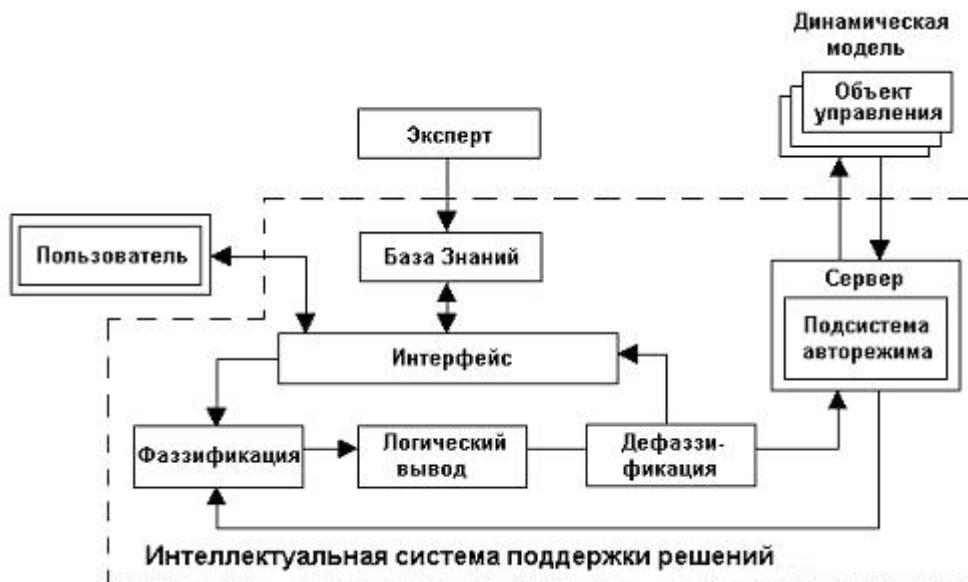 Динамическая
модель
Объект
управления
Эксперт
Пользователь
База Знаний
Сервер
Подсистема
авторежима
Интерфейс
Фаззификация
Логический
вывод
Дефаззи-
фикация
Интеллектуальная система поддержки решений